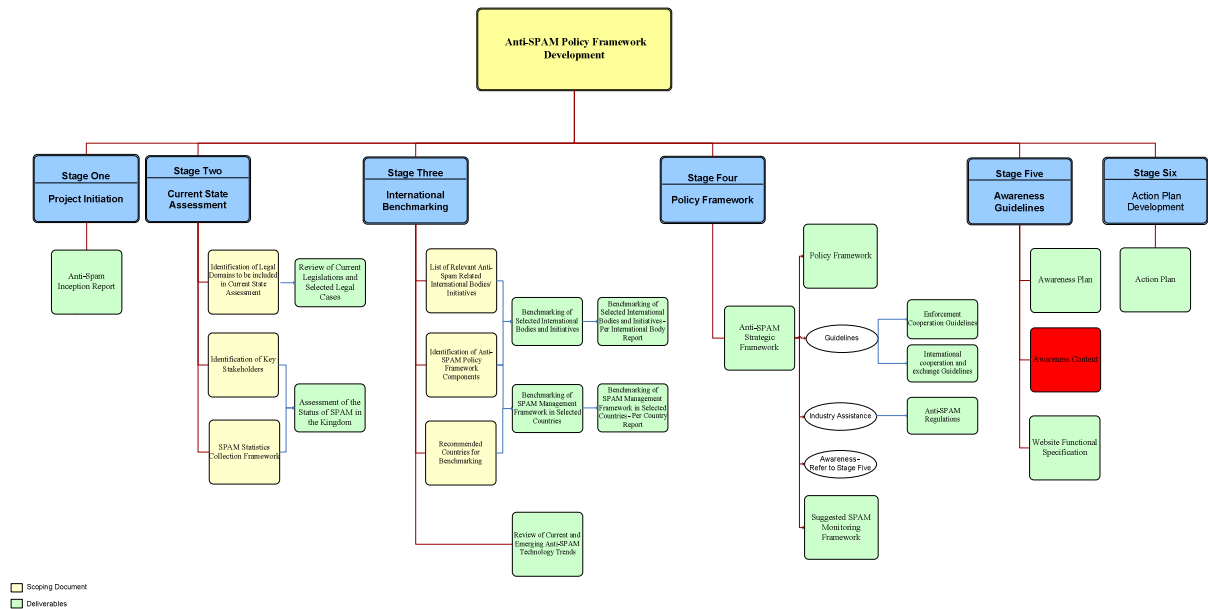 Anti-SPAM Policy Framework
Development
Stage One
Project Initiation
Stage Two
Current State
Assessment
Stage Three
International
Benchmarking
Stage Four
Policy Framework
Stage Five
Awareness
Guidelines
Stage Six
Action Plan
Development
Anti-Spam
Inception Report
Identification of Legal
Domains to be included
in Current State
Assessment
Review of Current
Legislations and
Selected Legal
Cases
Identification of Key
Stakeholders
Assessment of the
Status of SPAM in
the Kingdom
SPAM Statistics
Collection Framework
List of Relevant Anti-
Spam Related
International Bodies'
Initiatives
Identification of Anti-
SPAM Policy
Framework
Components
Recommended
Countries for
Benchmarking
Benchmarking of
Selected International
Bodies and Initiatives
Benchmarking of
Selected International
Bodies and Initiatives –
Per International Body
Report
Benchmarking of
SPAM Management
Framework in Selected
Countries
Benchmarking of
SPAM Management
Framework in Selected
Countries – Per Country
Report
Review of Current and
Emerging Anti-SPAM
Technology Trends
Anti-SPAM
Strategic
Framework
Policy Framework
Guidelines
Enforcement
Cooperation Guidelines
International
cooperation and
exchange Guidelines
Industry Assistance
Anti-SPAM
Regulations
Awareness –
Refer to Stage Five
Suggested SPAM
Monitoring
Framework
Awareness Plan
Awareness Content
Website Functional
Specification
Action Plan
Scoping Document
Deliverables